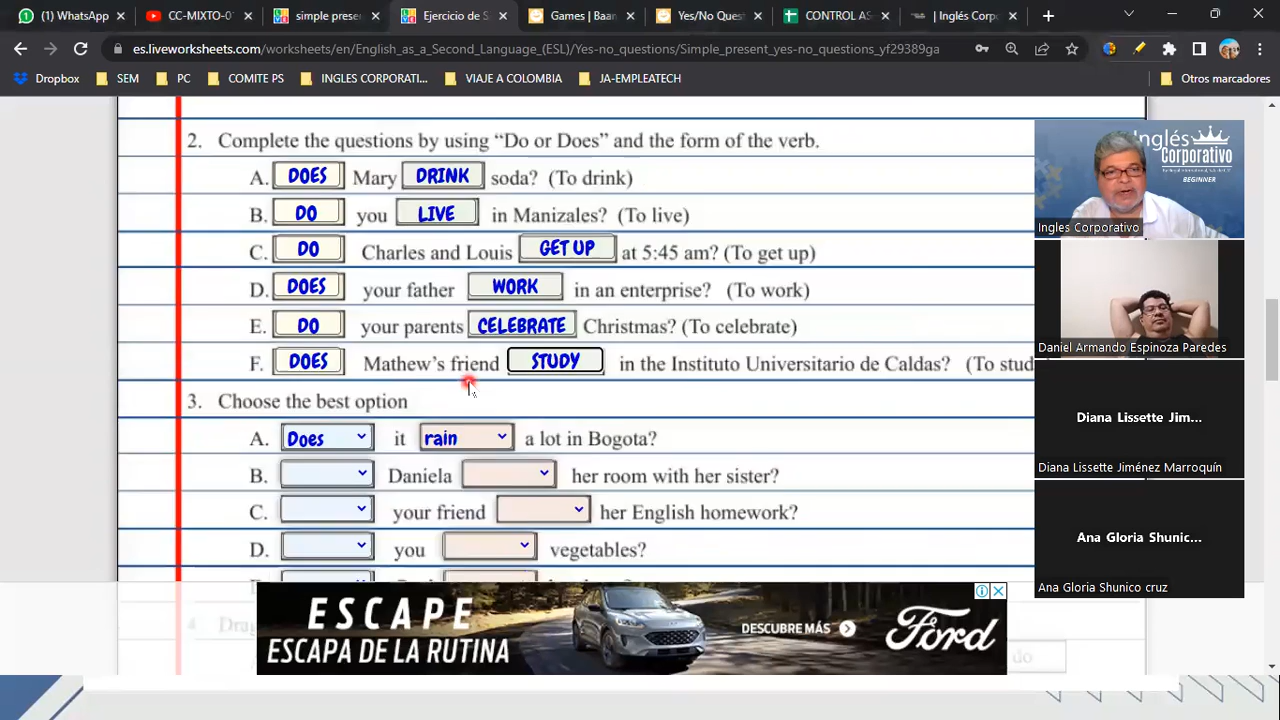 (1) WhatsApp
CC-MIXTO-0
simple prese
Ejercicio de S
Games | Baan
Yes/No Ques
CONTROL AS
| Inglés Corp
es.liveworksheets.com/worksheets/en/English_as_a_Second_Language_(ESL)/Yes-no_questions/Simple_present_yes-no_questions_yf29389ga
Dropbox SEM PC COMITE PS INGLES CORPORATI... VIAJE A COLOMBIA JA-EMPLEATECH Otros marcadores
2. Complete the questions by using “Do or Does” and the form of the verb.
A. DOES Mary DRINK soda? (To drink)
B. DO you LIVE in Manizales? (To live)
C. DO Charles and Louis GET UP at 5:45 am? (To get up)
D. DOES your father WORK in an enterprise? (To work)
E. DO your parents CELEBRATE Christmas? (To celebrate)
F. DOES Mathew’s friend STUDY in the Instituto Universitario de Caldas? (To stud
3. Choose the best option
A. Does it rain a lot in Bogota?
B. Daniela her room with her sister?
C. your friend her English homework?
D. you vegetables?
do
ESCAPE
ESCAPA DE LA RUTINA
DESCUBRE MÁS
Ford
Inglés
Corporativo
BEGINNER
Ingles Corporativo
Daniel Armando Espinoza Paredes
Diana Lissette Jim...
Diana Lissette Jiménez Marroquín
Ana Gloria Shunic...
Ana Gloria Shunico cruz